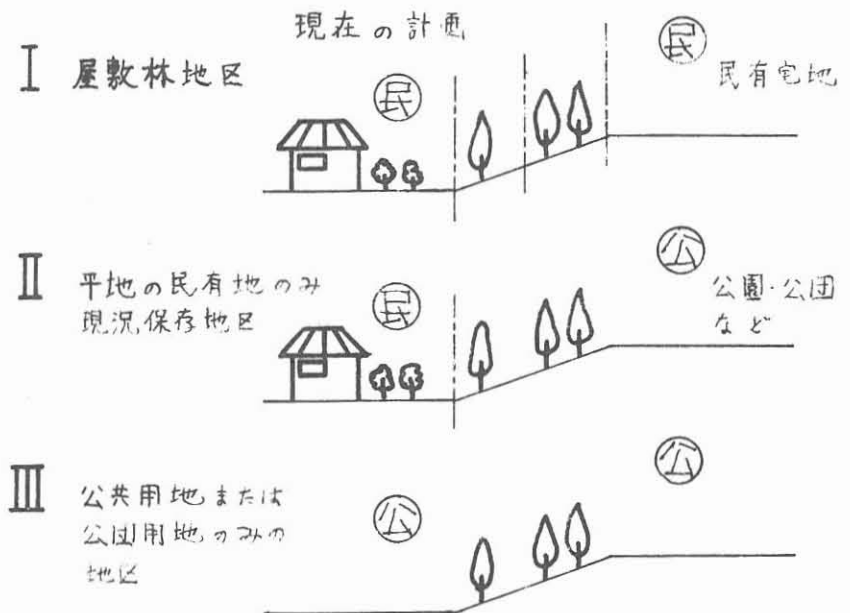 現在の計画
I 屋敷林地区
民
民
民有宅地
II 平地の民有地のみ
現況保存地区
民
公
公園・公団
など
III 公共用地または
公団用地のみの
地区
公
公